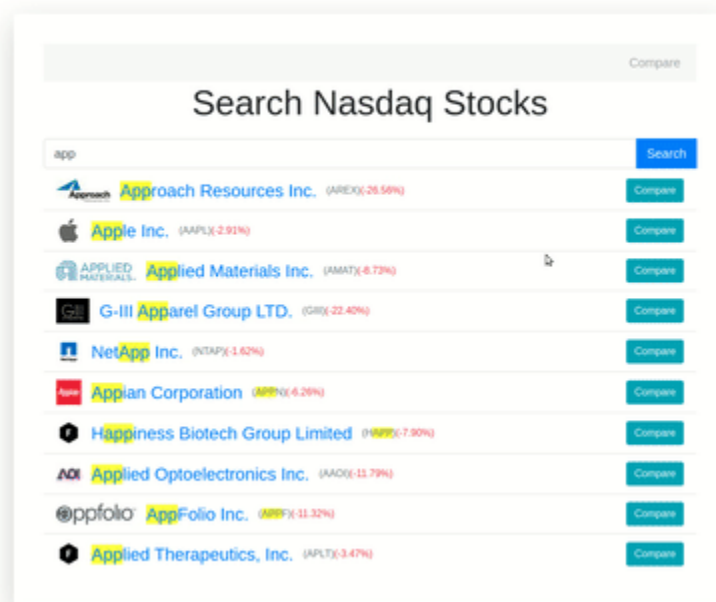 Compare
Search Nasdaq Stocks
app
Search
Approach Approach Resources Inc. (AREX)(-26.56%) Compare
Apple Inc. (AAPL)(-2.91%) Compare
APPLIED MATERIALS. Applied Materials Inc. (AMAT)(-8.73%) Compare
GIII G-III Apparel Group LTD. (GIII)(-22.40%) Compare
NetApp Inc. (NTAP)(-1.62%) Compare
Appian Corporation (APPN)(-6.26%) Compare
Happiness Biotech Group Limited (HAPP)(-7.90%) Compare
AOI Applied Optoelectronics Inc. (AAOI)(-11.79%) Compare
appfolio AppFolio Inc. (APPF)(-11.32%) Compare
Applied Therapeutics, Inc. (APLT)(-3.47%) Compare